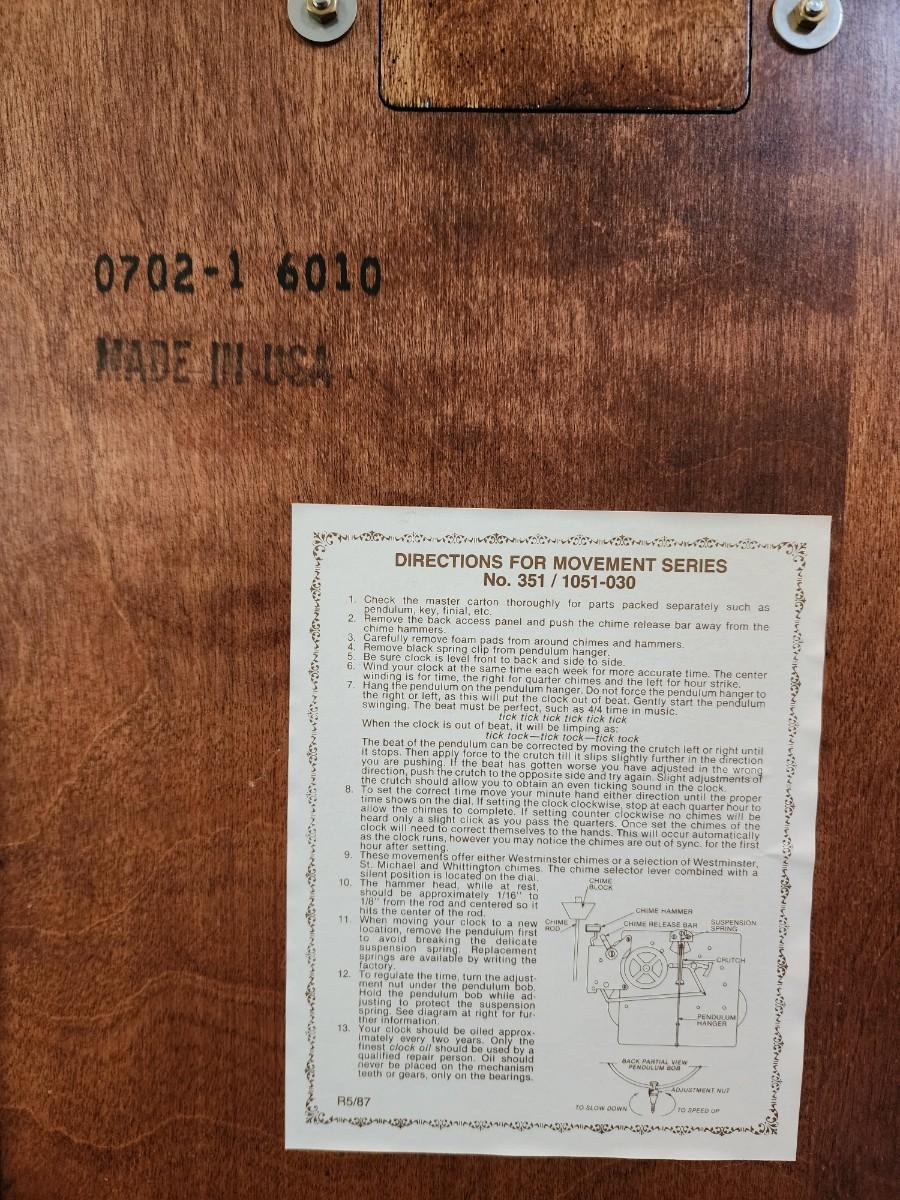 0702-1 6010
MADE IN USA
DIRECTIONS FOR MOVEMENT SERIES
No. 351 / 1051-030
1. Check the master carton thoroughly for parts packed separately such as
pendulum, key, finial, etc.
2. Remove the back access panel and push the chime release bar away from the
chime hammers.
3. Carefully remove foam pads from around chimes and hammers.
4. Remove black spring clip from pendulum hanger.
5. Be sure clock is level front to back and side to side.
6. Wind your clock at the same time each week for more accurate time. The center
winding is for time, the right for quarter chimes and the left for hour strike.
7. Hang the pendulum on the pendulum hanger. Do not force the pendulum hanger to
the right or left, as this will put the clock out of beat. Gently start the pendulum
swinging. The beat must be perfect, such as 4/4 time in music.
tick tick tick tick tick tick
When the clock is out of beat, it will be limping as:
tick tock—tick tock—tick tock
The beat of the pendulum can be corrected by moving the crutch left or right until
it stops. Then apply force to the crutch till it slips slightly further in the direction
you are pushing. If the beat has gotten worse you have adjusted in the wrong
direction, push the crutch to the opposite side and try again. Slight adjustments of
the crutch should allow you to obtain an even ticking sound in the clock.
8. To set the correct time move your minute hand either direction until the proper
time shows on the dial. If setting the clock clockwise, stop at each quarter hour to
allow the chimes to complete. If setting counter clockwise no chimes will be
heard only a slight click as you pass the quarters. Once set the chimes of the
clock will need to correct themselves to the hands. This will occur automatically
as the clock runs, however you may notice the chimes are out of sync. for the first
hour after setting.
9. These movements offer either Westminster chimes or a selection of Westminster,
St. Michael and Whittington chimes. The chime selector lever combined with a
silent position is located on the dial.
10. The hammer head, while at rest,
should be approximately 1/16" to
1/8" from the rod and centered so it
hits the center of the rod.
11. When moving your clock to a new
location, remove the pendulum first
to avoid breaking the delicate
suspension spring. Replacement
springs are available by writing the
factory.
12. To regulate the time, turn the adjust-
ment nut under the pendulum bob.
Hold the pendulum bob while ad-
justing to protect the suspension
spring. See diagram at right for fur-
ther information.
13. Your clock should be oiled approx-
imately every two years. Only the
finest clock oil should be used by a
qualified repair person. Oil should
never be placed on the mechanism
teeth or gears, only on the bearings.
R5/87
CHIME
BLOCK
CHIME HAMMER
CHIME
ROD
CHIME RELEASE BAR
SUSPENSION
SPRING
CRUTCH
PENDULUM
HANGER
BACK PARTIAL VIEW
PENDULUM BOB
ADJUSTMENT NUT
TO SLOW DOWN
TO SPEED UP